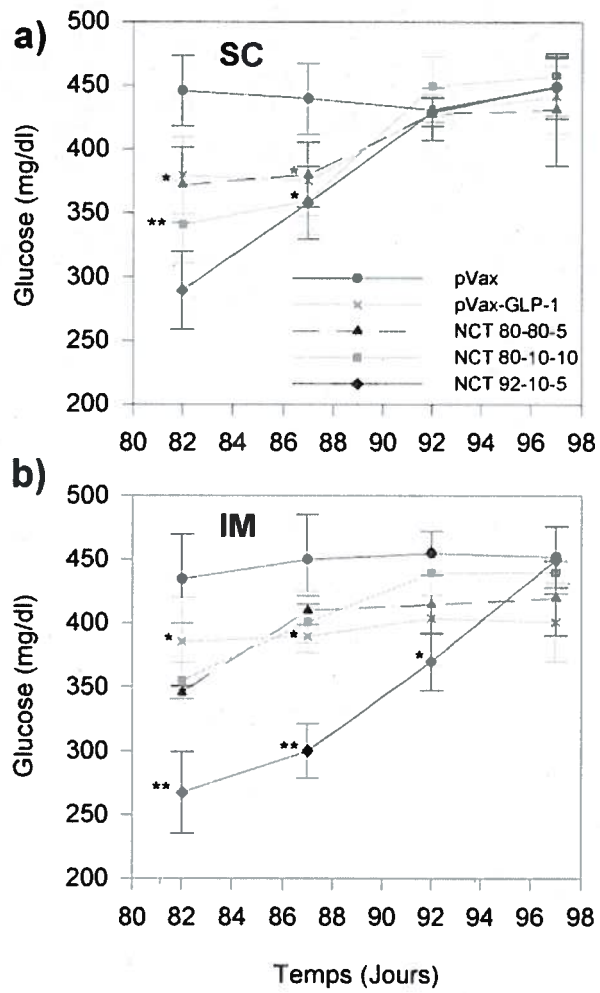 a)
SC
500
450
400
350
300
250
200
Glucose (mg/dl)
*
**
*
*
pVax
pVax-GLP-1
NCT 80-80-5
NCT 80-10-10
NCT 92-10-5
80 82 84 86 88 90 92 94 96 98
b)
IM
500
450
400
350
300
250
200
Glucose (mg/dl)
*
**
*
**
*
80 82 84 86 88 90 92 94 96 98
Temps (Jours)